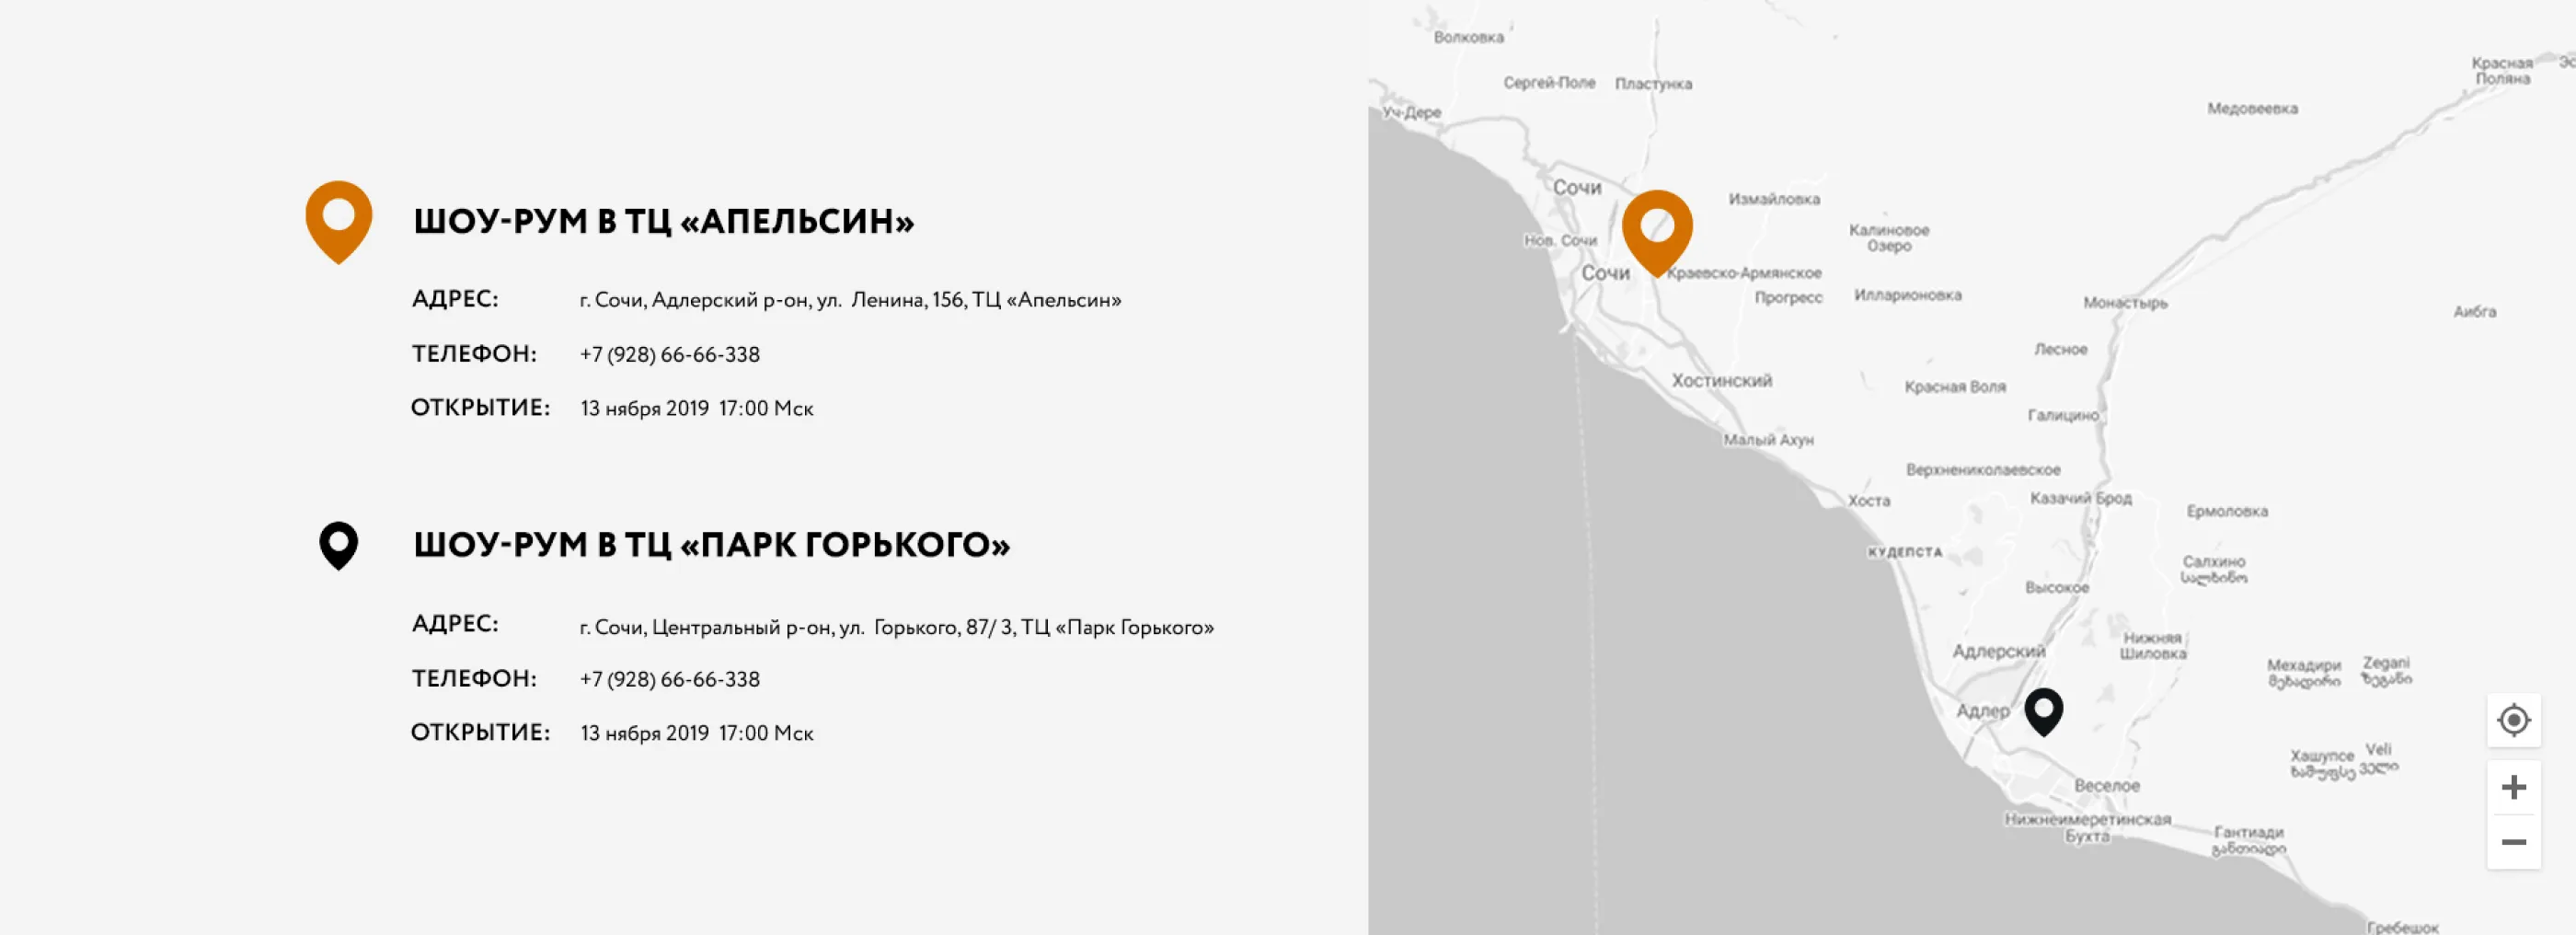 ШОУ-РУМ В ТЦ «АПЕЛЬСИН»
АДРЕС: г. Сочи, Адлерский р-он, ул. Ленина, 156, ТЦ «Апельсин»
ТЕЛЕФОН: +7 (928) 66-66-338
ОТКРЫТИЕ: 13 нября 2019 17:00 Мск
ШОУ-РУМ В ТЦ «ПАРК ГОРЬКОГО»
АДРЕС: г. Сочи, Центральный р-он, ул. Горького, 87/ 3, ТЦ «Парк Горького»
ТЕЛЕФОН: +7 (928) 66-66-338
ОТКРЫТИЕ: 13 нября 2019 17:00 Мск
Волковка
Сергей-Поле
Пластунка
Красная
Поляна
Уч-Дере
Медовеевка
Сочи
Измайловка
Калиновое
Озеро
Нов. Сочи
Сочи
Краевско-Армянское
Прогресс
Илларионовка
Монастырь
Аибга
Лесное
Хостинский
Красная Воля
Галицино
Малый Ахун
Верхнениколаевское
Хоста
Казачий Брод
Ермоловка
КУДЕПСТА
Салхино
სალხინო
Высокое
Нижняя
Шиловка
Адлерский
Мехадири
მეხადირი
Zegani
ზეგანი
Адлер
Хашупсе
ხაშუფსე
Veli
ველი
Веселое
Нижнеимеретинская
Бухта
Гантиади
განთიადი
Гребешок